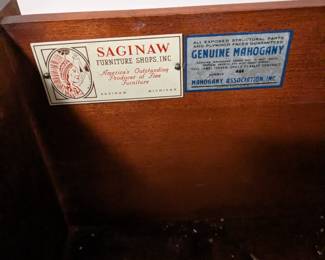 SAGINAW
FURNITURE SHOPS, INC.
America's Outstanding
Producer of Fine
Furniture
SAGINAW MICHIGAN
ALL EXPOSED STRUCTURAL PARTS
AND PLYWOOD FACES GUARANTEED
GENUINE MAHOGANY
MAHOGANY ASSOCIATION, INC.